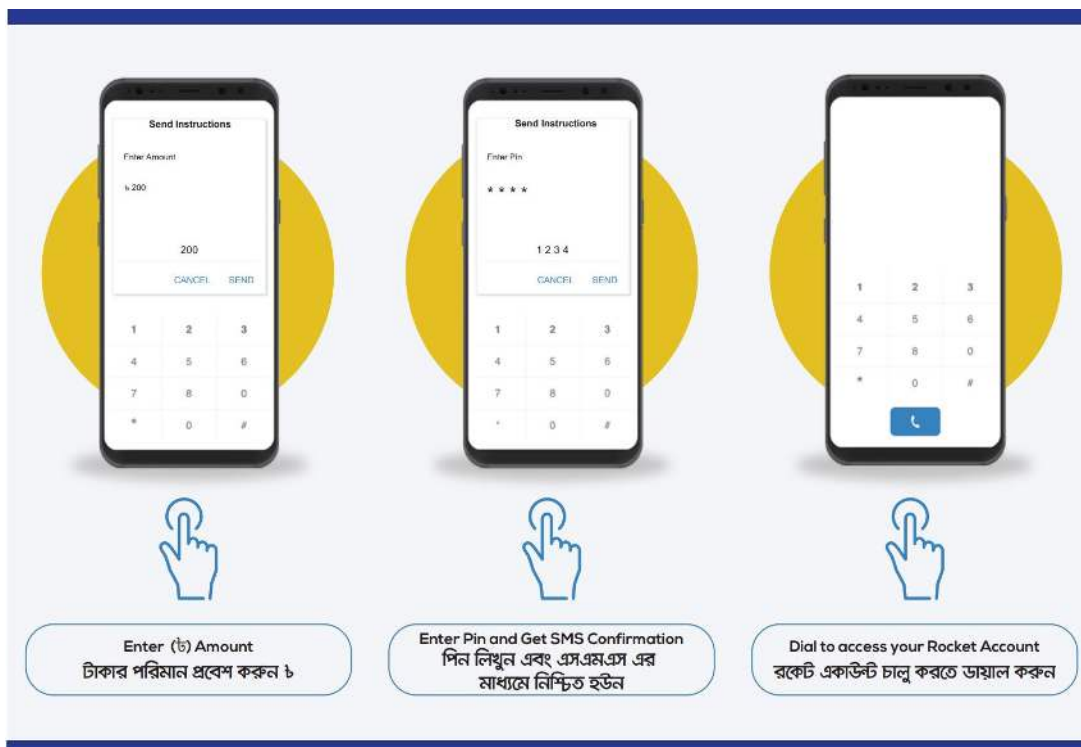 Send Instructions
Enter Amount
৳ 200
200
CANCEL SEND
1 2 3
4 5 6
7 8 0
* 0 #
Enter (৳) Amount
টাকার পরিমান প্রবেশ করুন ৳
Send Instructions
Enter Pin
* * * *
1 2 3 4
CANCEL SEND
1 2 3
4 5 6
7 8 0
* 0 #
Enter Pin and Get SMS Confirmation
পিন লিখুন এবং এসএমএস এর
মাধ্যমে নিশ্চিত হউন
1 2 3
4 5 6
7 8 0
* 0 #
Dial to access your Rocket Account
রকেট একাউন্ট চালু করতে ডায়াল করুন